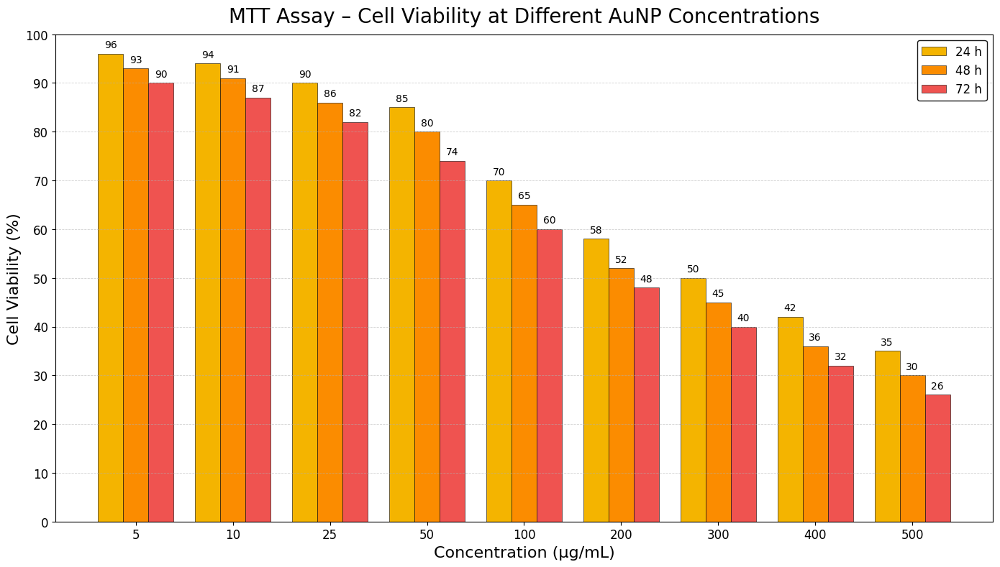 MTT Assay – Cell Viability at Different AuNP Concentrations
24 h
48 h
72 h
Cell Viability (%)
100
90
80
70
60
50
40
30
20
10
0
96 93 90
94 91 87
90 86 82
85 80 74
70 65 60
58 52 48
50 45 40
42 36 32
35 30 26
5 10 25 50 100 200 300 400 500
Concentration (μg/mL)